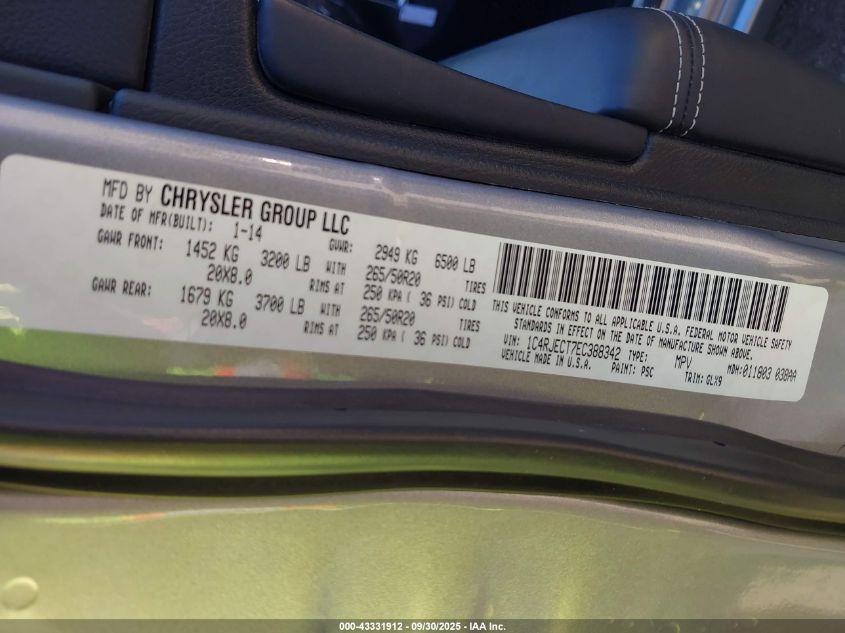 MFD BY CHRYSLER GROUP LLC
DATE OF MFR(BUILT): 1-14 GVWR: 2949 KG 6500 LB
GAWR FRONT: 1452 KG 3200 LB WITH 265/50R20 TIRES
20X8.0 RIMS AT 250 KPA ( 36 PSI) COLD
GAWR REAR: 1679 KG 3700 LB WITH 265/50R20 TIRES
20X8.0 RIMS AT 250 KPA ( 36 PSI) COLD
THIS VEHICLE CONFORMS TO ALL APPLICABLE U.S.A. FEDERAL MOTOR VEHICLE SAFETY
STANDARDS IN EFFECT ON THE DATE OF MANUFACTURE SHOWN ABOVE.
VIN: 1C4RJECT7EC388342 TYPE: MPV MDH:011803 038AA
VEHICLE MADE IN U.S.A. PAINT: PSC TRIM: GLX9
000-43331912 - 09/30/2025 - IAA Inc.